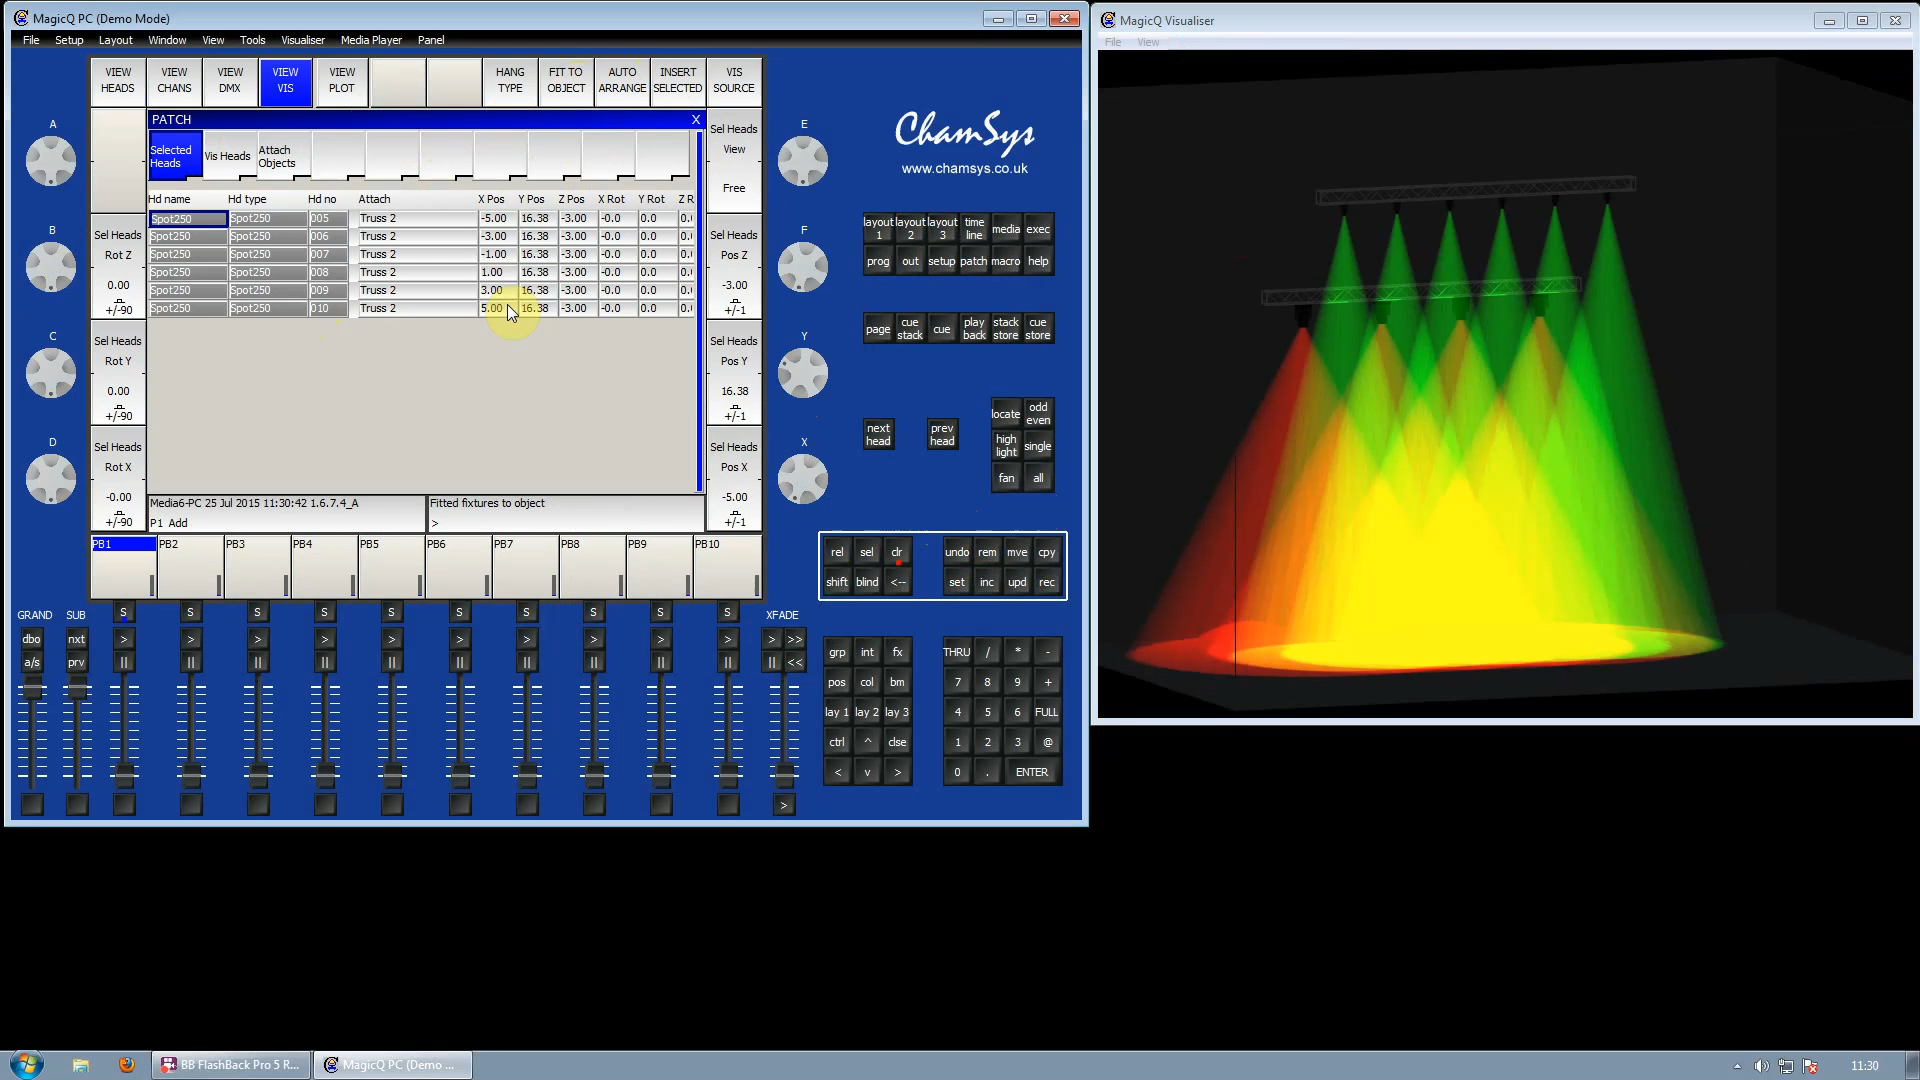 MagicQ PC (Demo Mode)
File Setup Layout Window View Tools Visualiser Media Player Panel
VIEW HEADS
VIEW CHANS
VIEW DMX
VIEW VIS
VIEW PLOT
HANG TYPE
FIT TO OBJECT
AUTO ARRANGE
INSERT SELECTED
VIS SOURCE
PATCH X
Selected Heads
Vis Heads
Attach Objects
Hd name Hd type Hd no Attach X Pos Y Pos Z Pos X Rot Y Rot Z R
Spot250 Spot250 005 Truss 2 -5.00 16.38 -3.00 -0.0 0.0 0.
Spot250 Spot250 006 Truss 2 -3.00 16.38 -3.00 -0.0 0.0 0.
Spot250 Spot250 007 Truss 2 -1.00 16.38 -3.00 -0.0 0.0 0.
Spot250 Spot250 008 Truss 2 1.00 16.38 -3.00 -0.0 0.0 0.
Spot250 Spot250 009 Truss 2 3.00 16.38 -3.00 -0.0 0.0 0.
Spot250 Spot250 010 Truss 2 5.00 16.38 -3.00 -0.0 0.0 0.
A
B
C
D
Sel Heads
Rot Z
0.00
+/-90
Sel Heads
Rot Y
0.00
+/-90
Sel Heads
Rot X
-0.00
+/-90
Sel Heads
View
Free
Sel Heads
Pos Z
-3.00
+/-1
Sel Heads
Pos Y
16.38
+/-1
Sel Heads
Pos X
-5.00
+/-1
E
F
Y
X
Media6-PC 25 Jul 2015 11:30:42 1.6.7.4_A
P1 Add
Fitted fixtures to object
>
PB1 PB2 PB3 PB4 PB5 PB6 PB7 PB8 PB9 PB10
GRAND SUB S S S S S S S S S S XFADE
dbo nxt > > > > > > > > > > > >>
a/s prv || || || || || || || || || || || <<
>
ChamSys
www.chamsys.co.uk
layout 1 layout 2 layout 3 time line media exec
prog out setup patch macro help
page cue stack cue play back stack store cue store
next head prev head
locate odd even
high light single
fan all
rel sel clr undo rem mve cpy
shift blind <-- set inc upd rec
grp int fx THRU / * -
pos col bm 7 8 9 +
lay 1 lay 2 lay 3 4 5 6 FULL
ctrl ^ clse 1 2 3 @
< v > 0 . ENTER
MagicQ Visualiser
File View
BB FlashBack Pro 5 R...
MagicQ PC (Demo ...
11:30